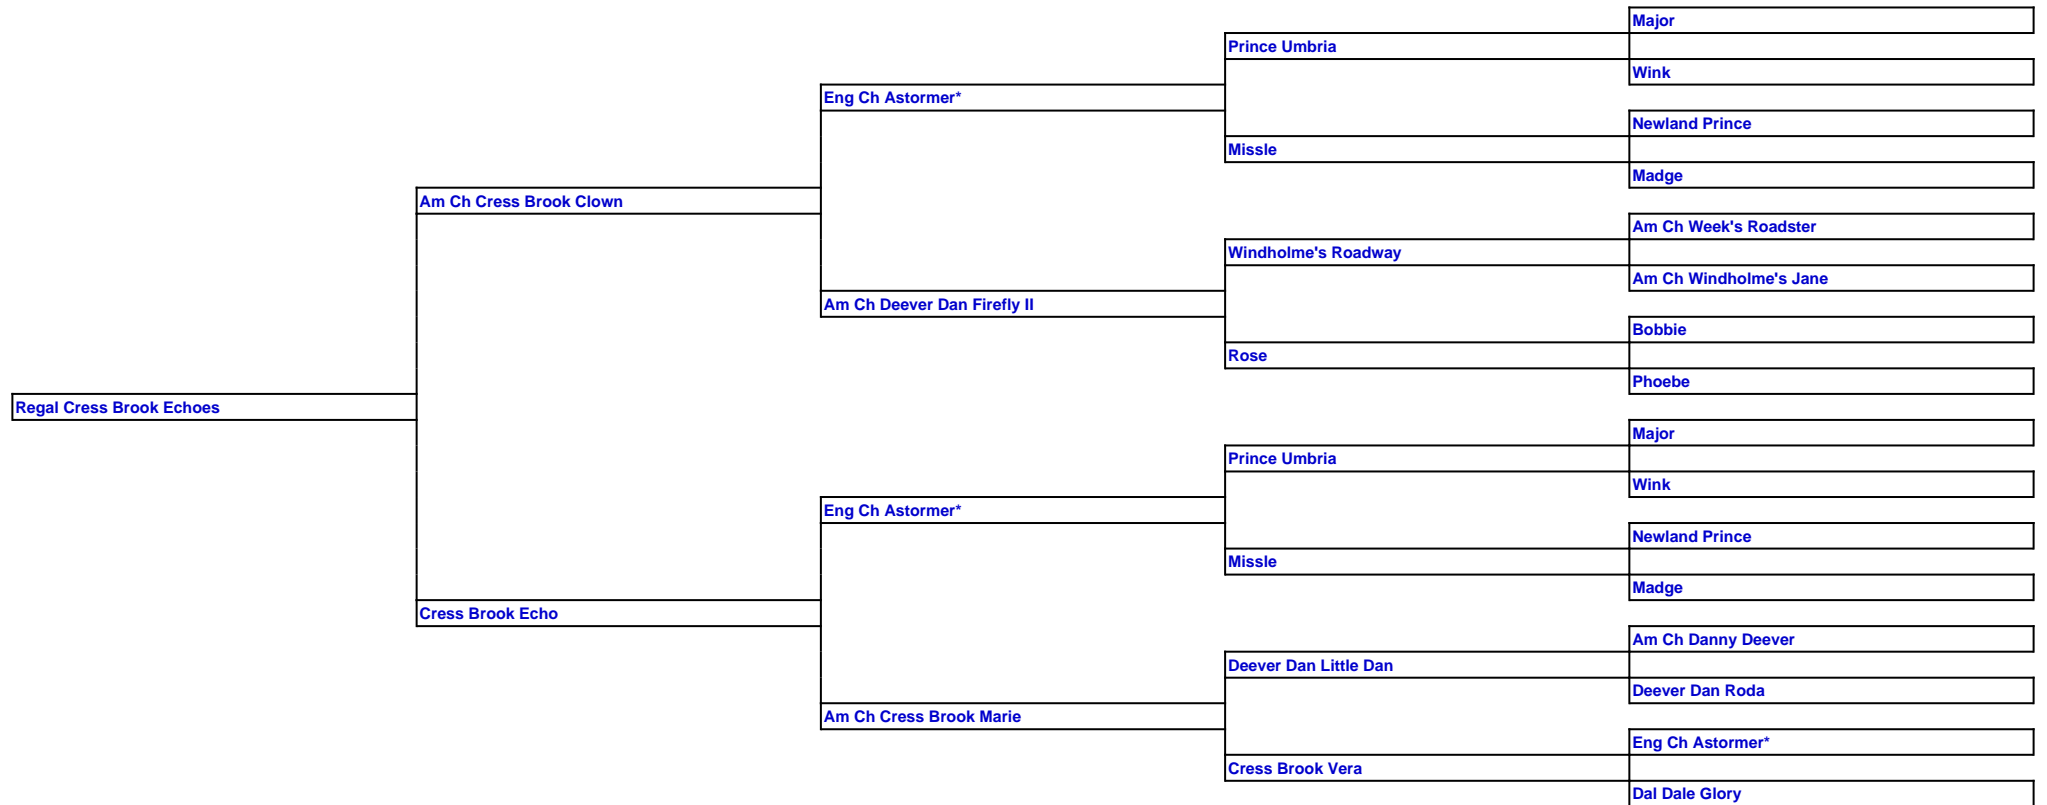 Major
Prince Umbria
Wink
Eng Ch Astormer*
Newland Prince
Missle
Madge
Am Ch Cress Brook Clown
Am Ch Week's Roadster
Windholme's Roadway
Am Ch Windholme's Jane
Am Ch Deever Dan Firefly II
Bobbie
Rose
Phoebe
Regal Cress Brook Echoes
Major
Prince Umbria
Wink
Eng Ch Astormer*
Newland Prince
Missle
Madge
Cress Brook Echo
Am Ch Danny Deever
Deever Dan Little Dan
Deever Dan Roda
Am Ch Cress Brook Marie
Eng Ch Astormer*
Cress Brook Vera
Dal Dale Glory